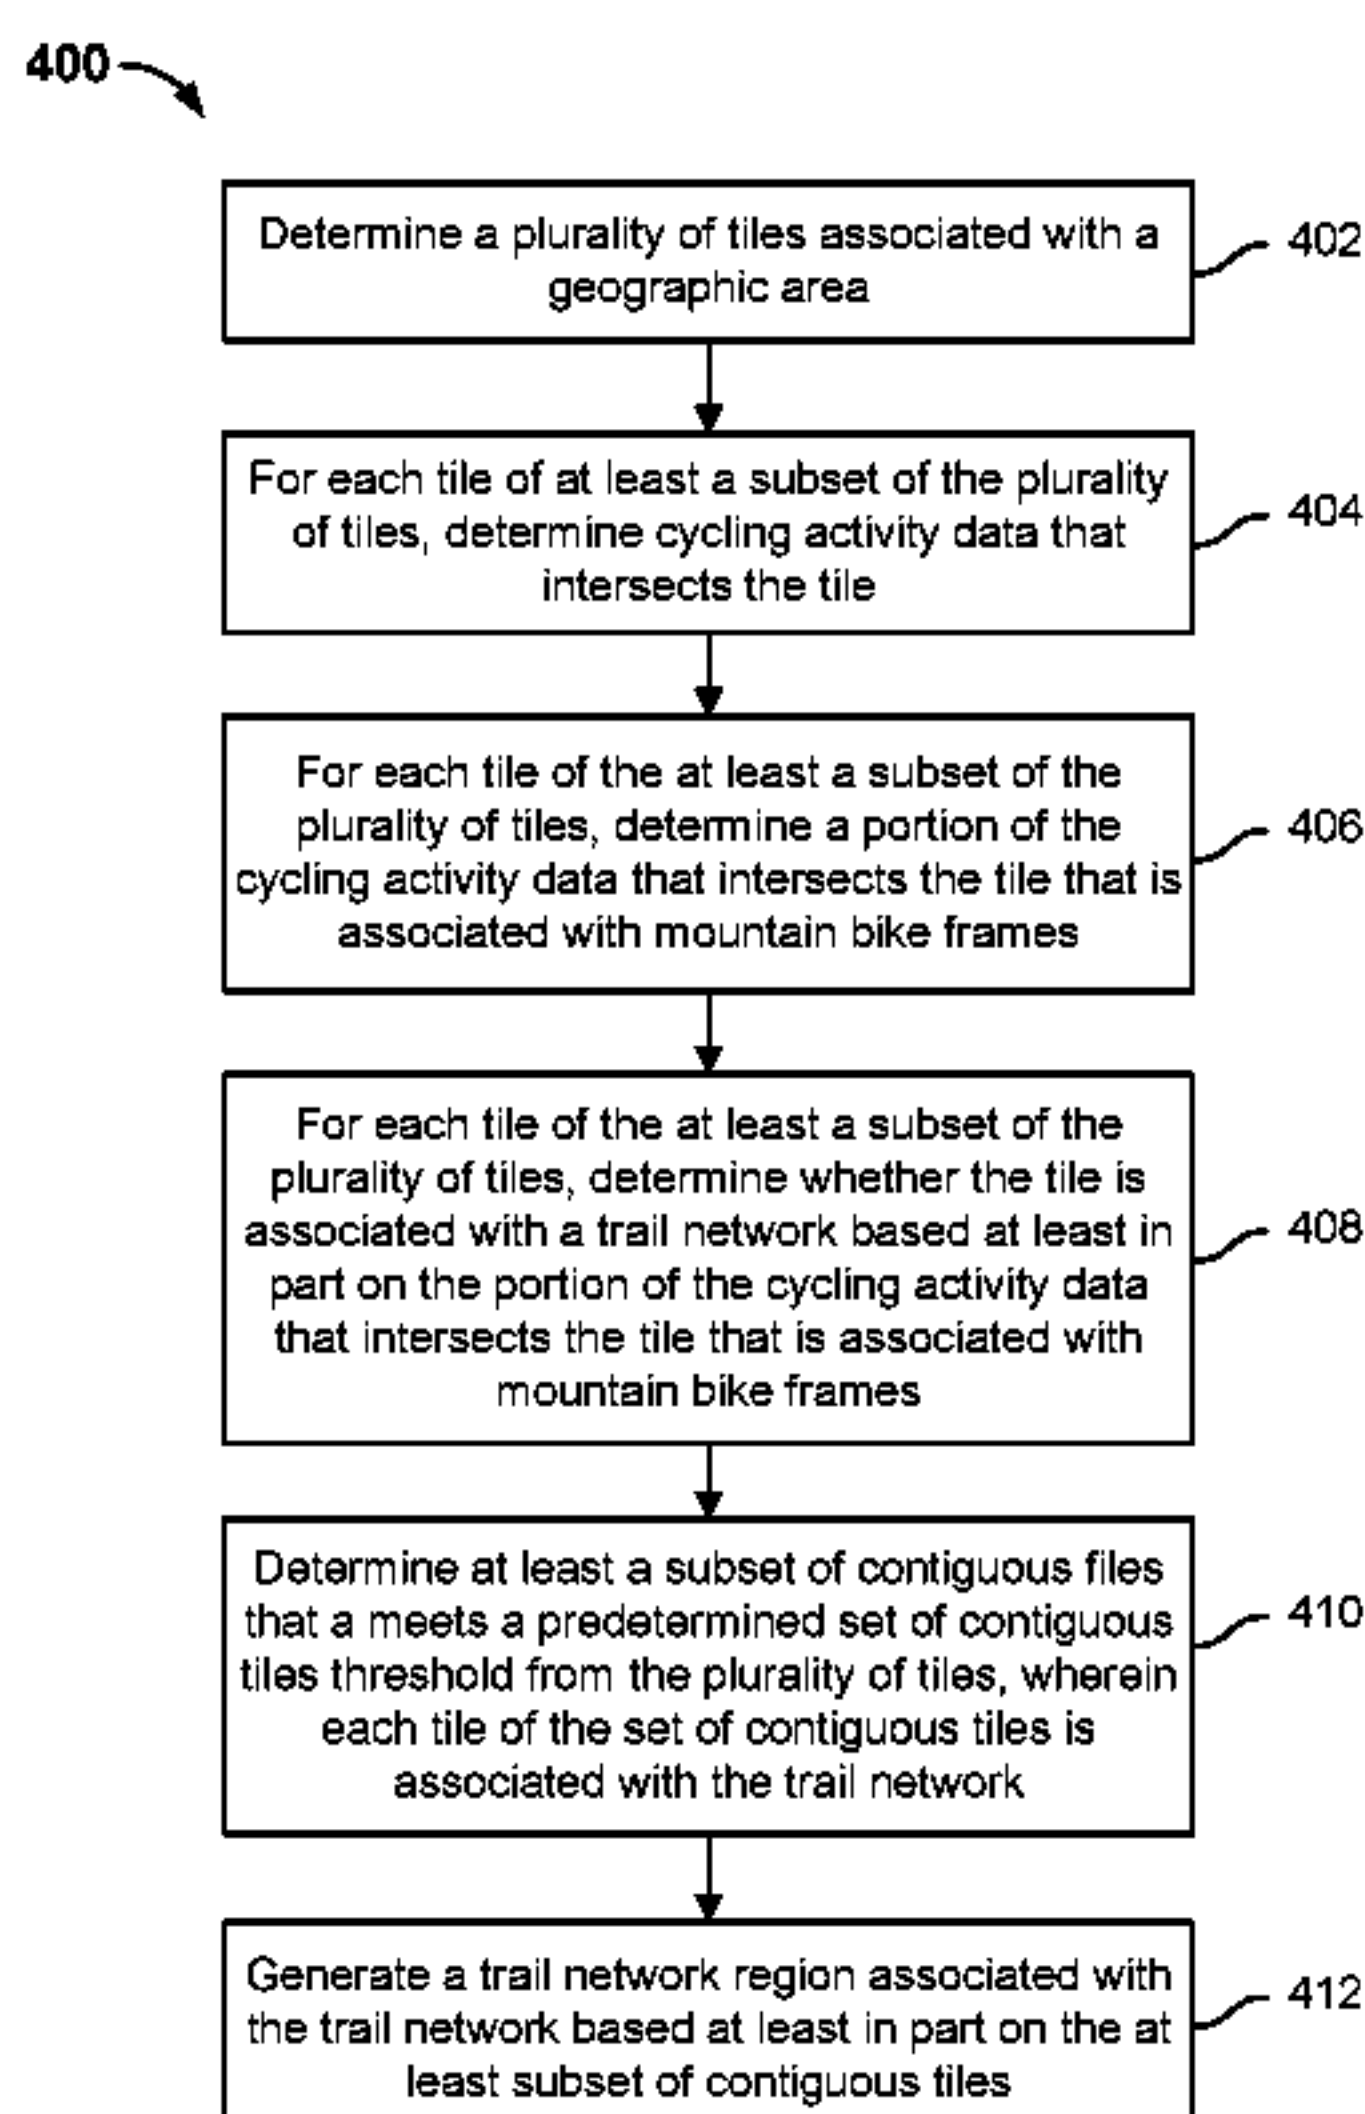 400
Determine a plurality of tiles associated with a
geographic area
402
For each tile of at least a subset of the plurality
of tiles, determine cycling activity data that
intersects the tile
404
For each tile of the at least a subset of the
plurality of tiles, determine a portion of the
cycling activity data that intersects the tile that is
associated with mountain bike frames
406
For each tile of the at least a subset of the
plurality of tiles, determine whether the tile is
associated with a trail network based at least in
part on the portion of the cycling activity data
that intersects the tile that is associated with
mountain bike frames
408
Determine at least a subset of contiguous files
that a meets a predetermined set of contiguous
tiles threshold from the plurality of tiles, wherein
each tile of the set of contiguous tiles is
associated with the trail network
410
Generate a trail network region associated with
the trail network based at least in part on the at
least subset of contiguous tiles
412